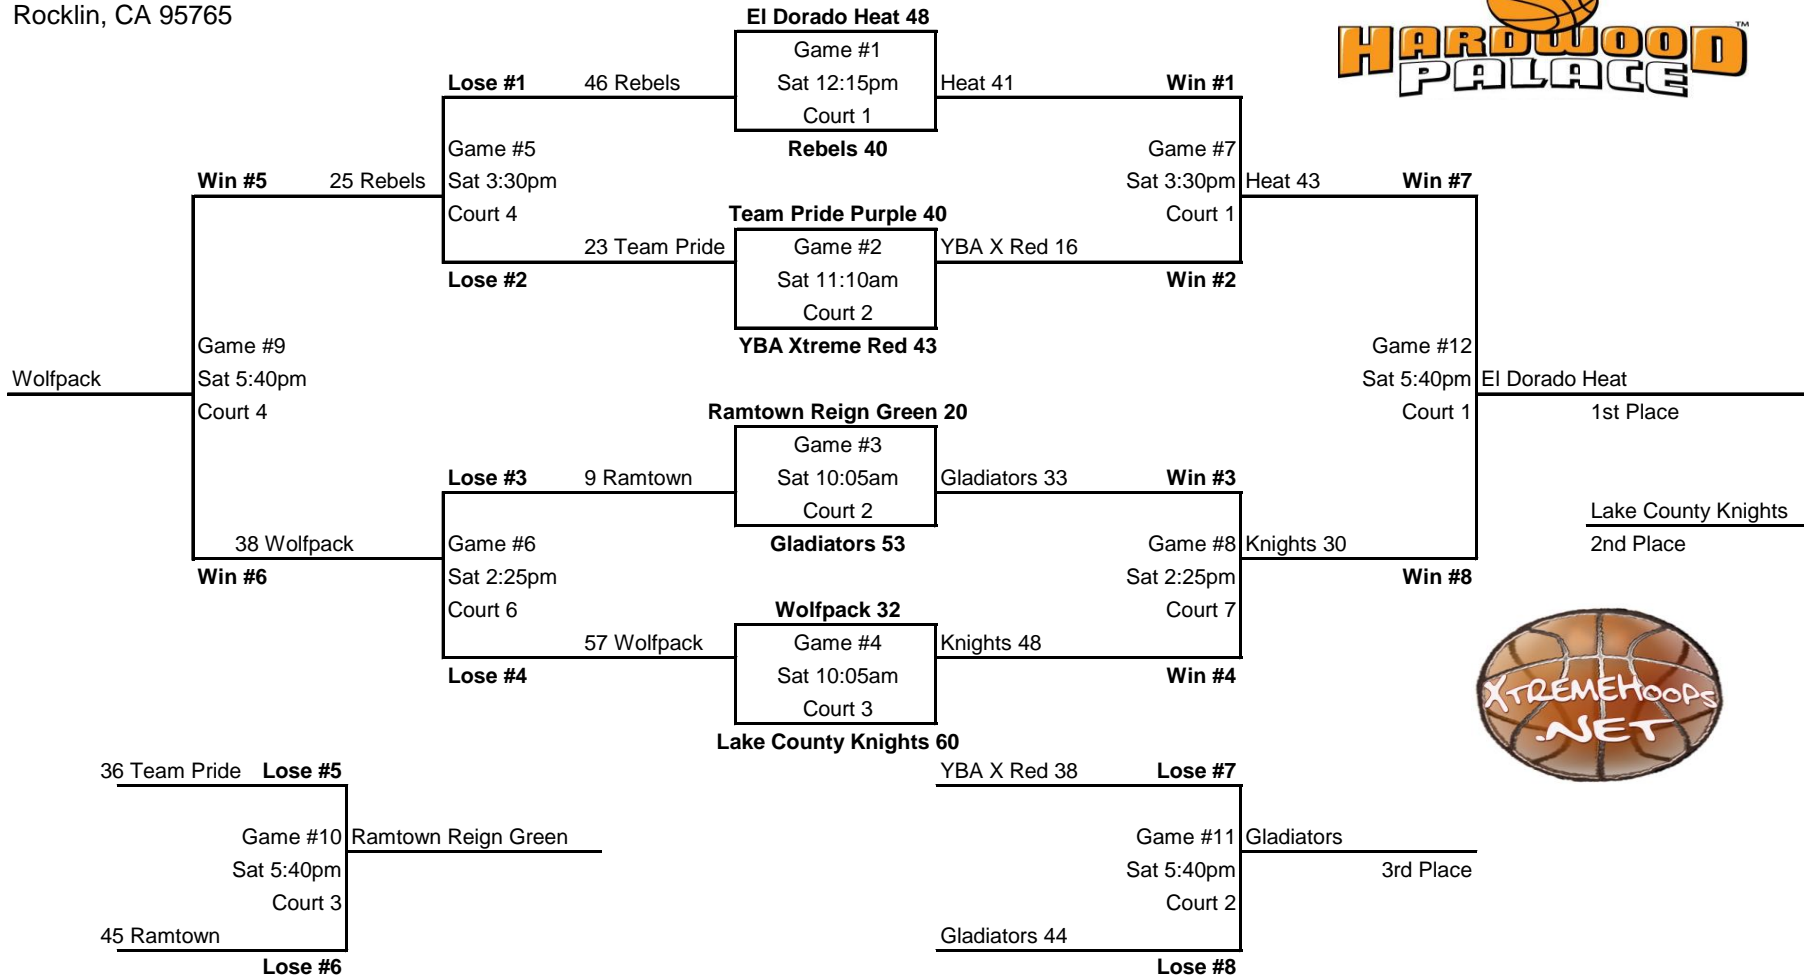 Rocklin, CA 95765
El Dorado Heat 48
HARDWOOD PALACE™
Game #1
Lose #1 46 Rebels Sat 12:15pm Heat 41 Win #1
Court 1
Game #5 Rebels 40 Game #7
Win #5 25 Rebels Sat 3:30pm Sat 3:30pm Heat 43 Win #7
Court 4 Team Pride Purple 40 Court 1
23 Team Pride Game #2 YBA X Red 16
Lose #2 Sat 11:10am Win #2
Court 2
Game #9 YBA Xtreme Red 43 Game #12
Wolfpack Sat 5:40pm Sat 5:40pm El Dorado Heat
Court 4 Ramtown Reign Green 20 Court 1 1st Place
Game #3
Lose #3 9 Ramtown Sat 10:05am Gladiators 33 Win #3
Court 2 Lake County Knights
38 Wolfpack Game #6 Gladiators 53 Game #8 Knights 30 2nd Place
Win #6 Sat 2:25pm Sat 2:25pm Win #8
Court 6 Wolfpack 32 Court 7
57 Wolfpack Game #4 Knights 48
Lose #4 Sat 10:05am Win #4
Court 3
XTREMEHOOPS
.NET
Lake County Knights 60
36 Team Pride Lose #5 YBA X Red 38 Lose #7
Game #10 Ramtown Reign Green Game #11 Gladiators
Sat 5:40pm Sat 5:40pm 3rd Place
Court 3 Court 2
45 Ramtown Gladiators 44
Lose #6 Lose #8